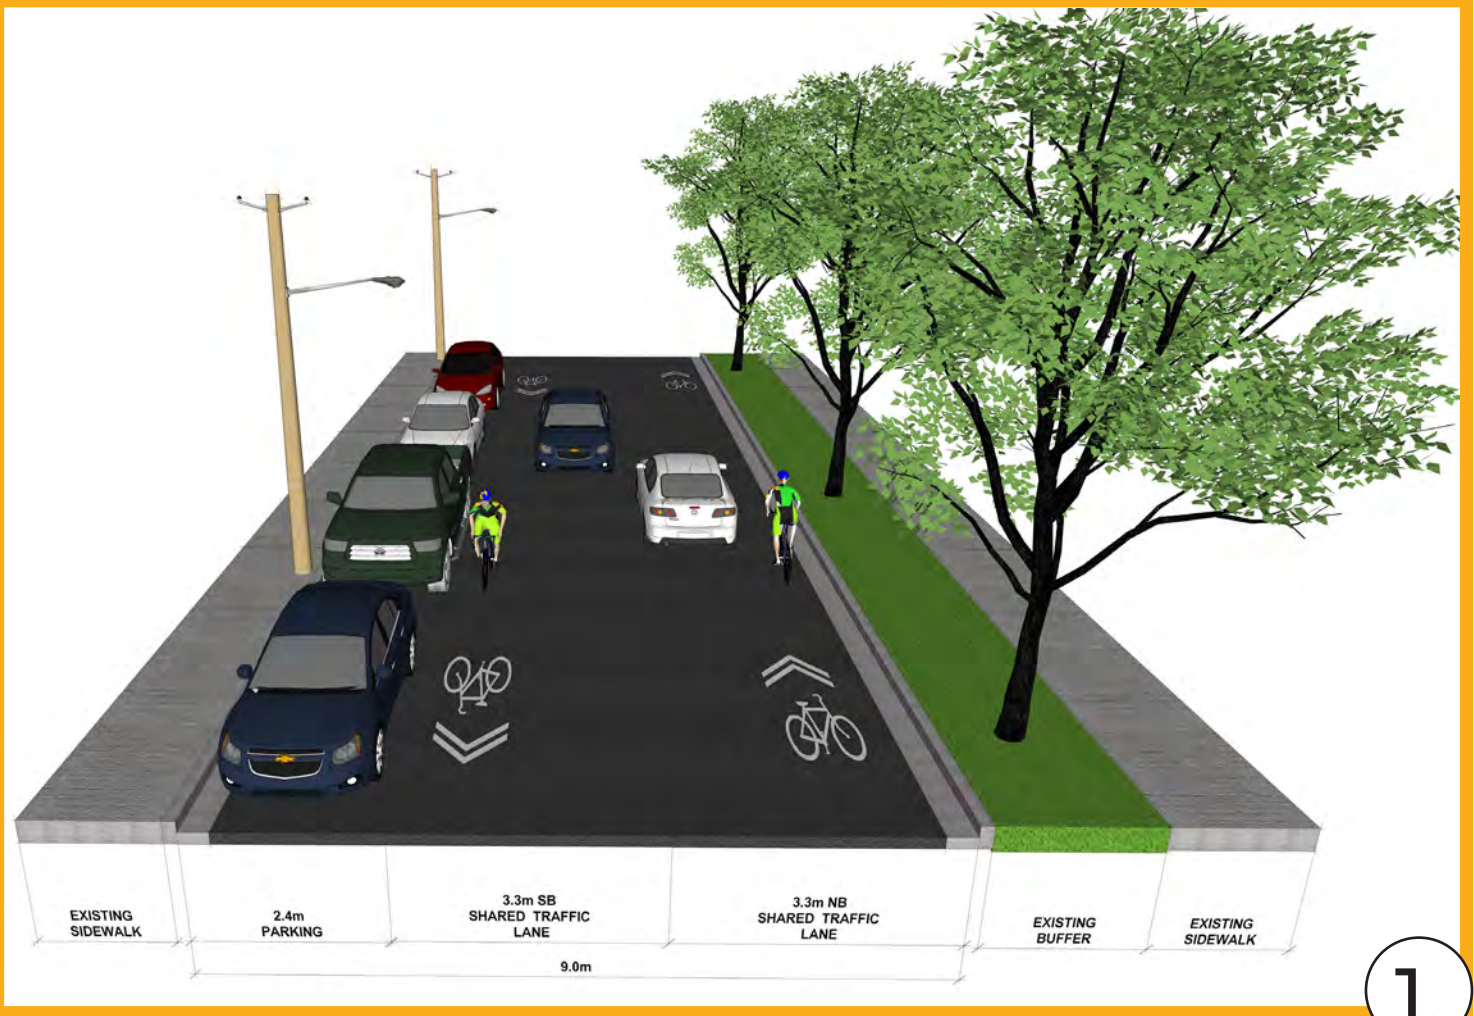 EXISTING
SIDEWALK
2.4m
PARKING
3.3m SB
SHARED TRAFFIC
LANE
3.3m NB
SHARED TRAFFIC
LANE
EXISTING
BUFFER
EXISTING
SIDEWALK
9.0m
1